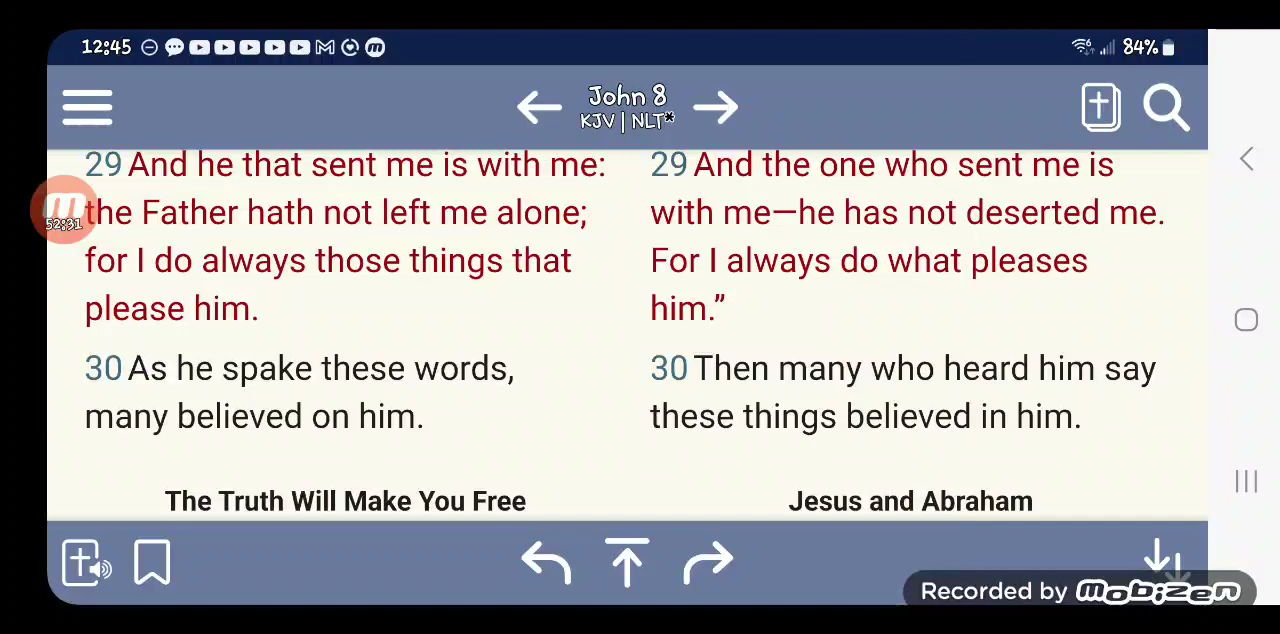 12:45
84%
John 8
KJV | NLT*
29 And he that sent me is with me:
the Father hath not left me alone;
for I do always those things that
please him.
30 As he spake these words,
many believed on him.
The Truth Will Make You Free
29 And the one who sent me is
with me—he has not deserted me.
For I always do what pleases
him.”
30 Then many who heard him say
these things believed in him.
Jesus and Abraham
52:31
Recorded by mobizen